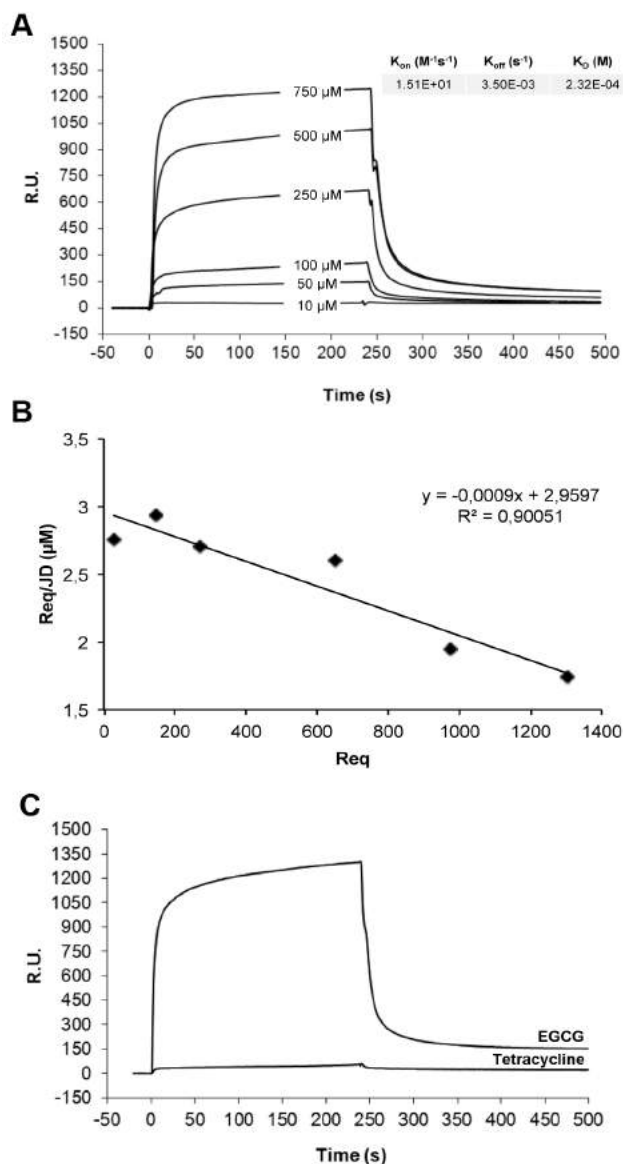 A
1500
1350
1200
1050
900
750
600
450
300
150
0
-150
R.U.
750 µM
500 µM
250 µM
100 µM
50 µM
10 µM
Kon (M-1s-1) Koff (s-1) KD (M)
1.51E+01 3.50E-03 2.32E-04
-50 0 50 100 150 200 250 300 350 400 450 500
Time (s)
B
3,5
3
2,5
2
1,5
Req/JD (µM)
y = -0,0009x + 2,9597
R² = 0,90051
0 200 400 600 800 1000 1200 1400
Req
C
1500
1350
1200
1050
900
750
600
450
300
150
0
-150
R.U.
EGCG
Tetracycline
-50 0 50 100 150 200 250 300 350 400 450 500
Time (s)